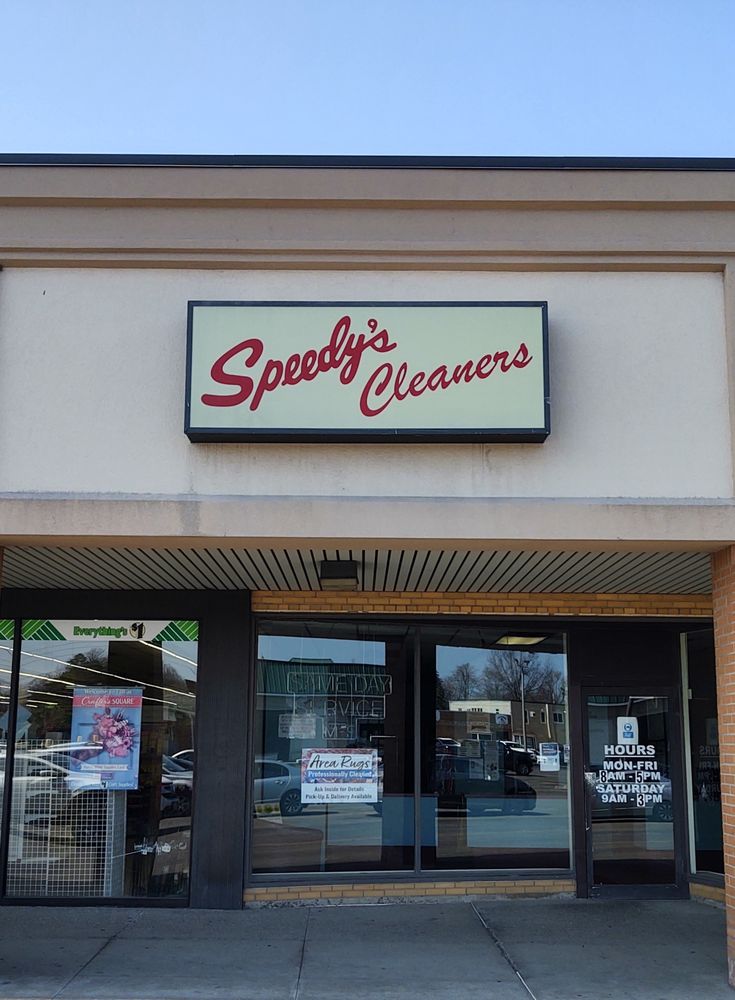 Speedy's
Cleaners
Everything's $1
Crafter's SQUARE
SAME DAY
SERVICE
Area Rugs
Professionally Cleaned
Ask Inside for Details
Pick-Up & Delivery Available
HOURS
MON-FRI
8AM - 5PM
SATURDAY
9AM - 3PM